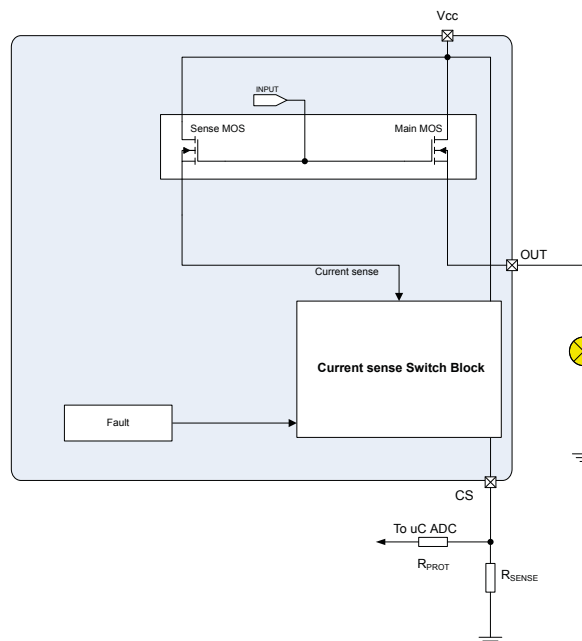 Vcc
INPUT
Sense MOS
Main MOS
OUT
Current sense
Current sense Switch Block
Fault
CS
To uC ADC
RPROT
RSENSE